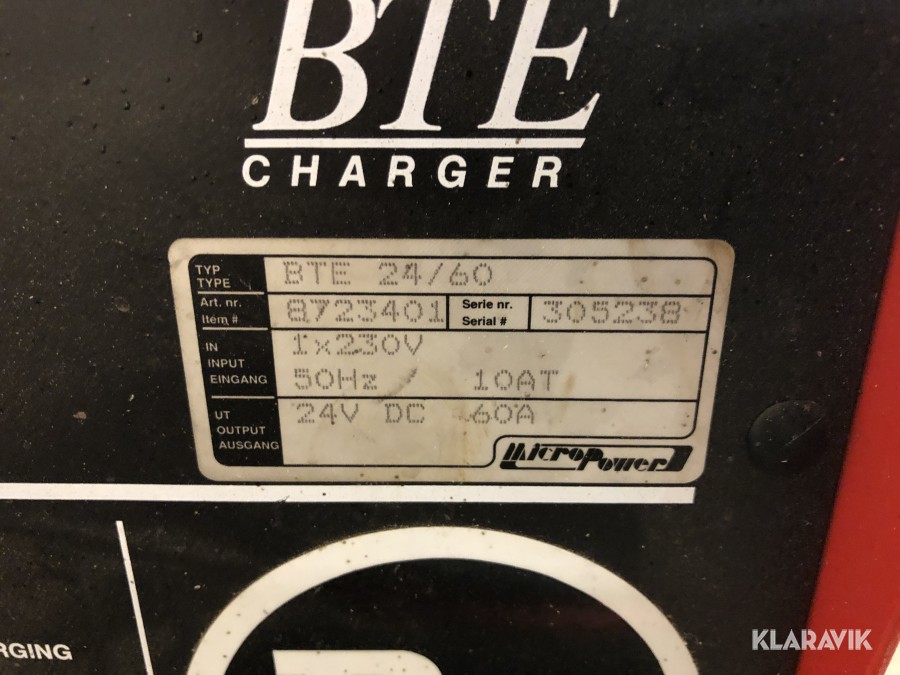 BTE
CHARGER
TYP
TYPE
BTE 24/60
Art. nr.
Item #
8723401
Serie nr.
Serial #
305238
IN
INPUT
EINGANG
1x230V
50Hz 10AT
UT
OUTPUT
AUSGANG
24V DC 60A
MicroPower
RGING
KLARAVIK